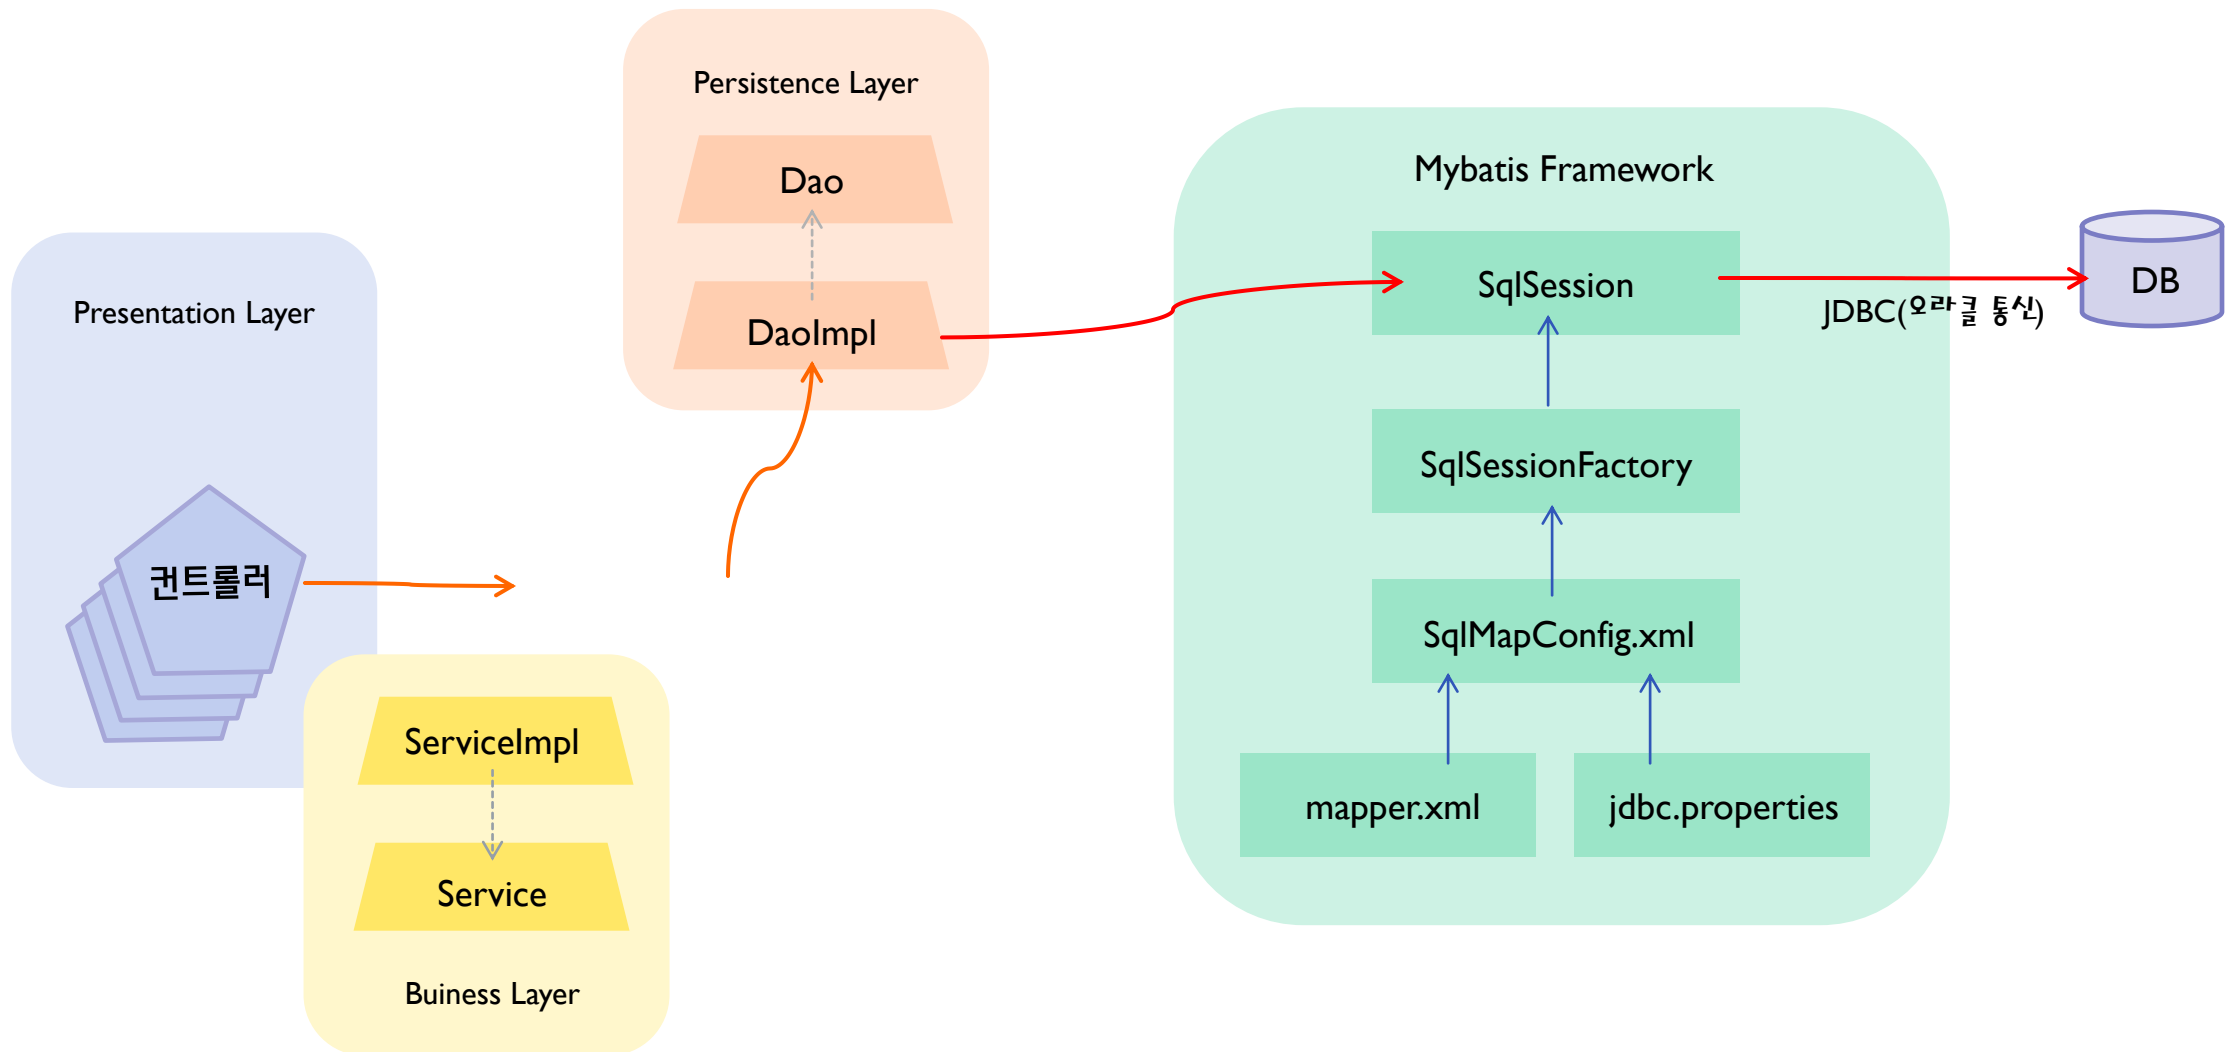 Persistence Layer
Dao
DaoImpl
Presentation Layer
컨트롤러
ServiceImpl
Service
Buiness Layer
Mybatis Framework
SqlSession
SqlSessionFactory
SqlMapConfig.xml
mapper.xml
jdbc.properties
JDBC(오라클 통신)
DB